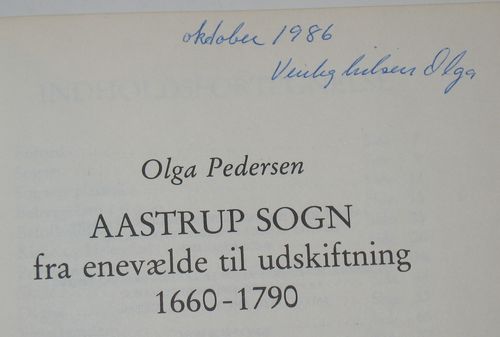 oktober 1986
Venlig hilsen Olga
Olga Pedersen
AASTRUP SOGN
fra enevælde til udskiftning
1660-1790